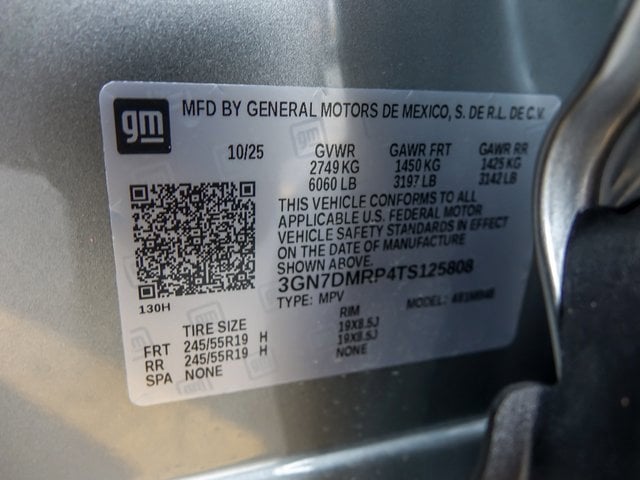 gm
MFD BY GENERAL MOTORS DE MEXICO, S. DE R.L. DE C.V.
10/25 GVWR GAWR FRT GAWR RR
2749 KG 1450 KG 1425 KG
6060 LB 3197 LB 3142 LB
THIS VEHICLE CONFORMS TO ALL
APPLICABLE U.S. FEDERAL MOTOR
VEHICLE SAFETY STANDARDS IN EFFECT
ON THE DATE OF MANUFACTURE
SHOWN ABOVE.
3GN7DMRP4TS125808
TYPE: MPV MODEL:
130H
TIRE SIZE RIM
FRT 245/55R19 H 19X8.5J
RR 245/55R19 H 19X8.5J
SPA NONE NONE